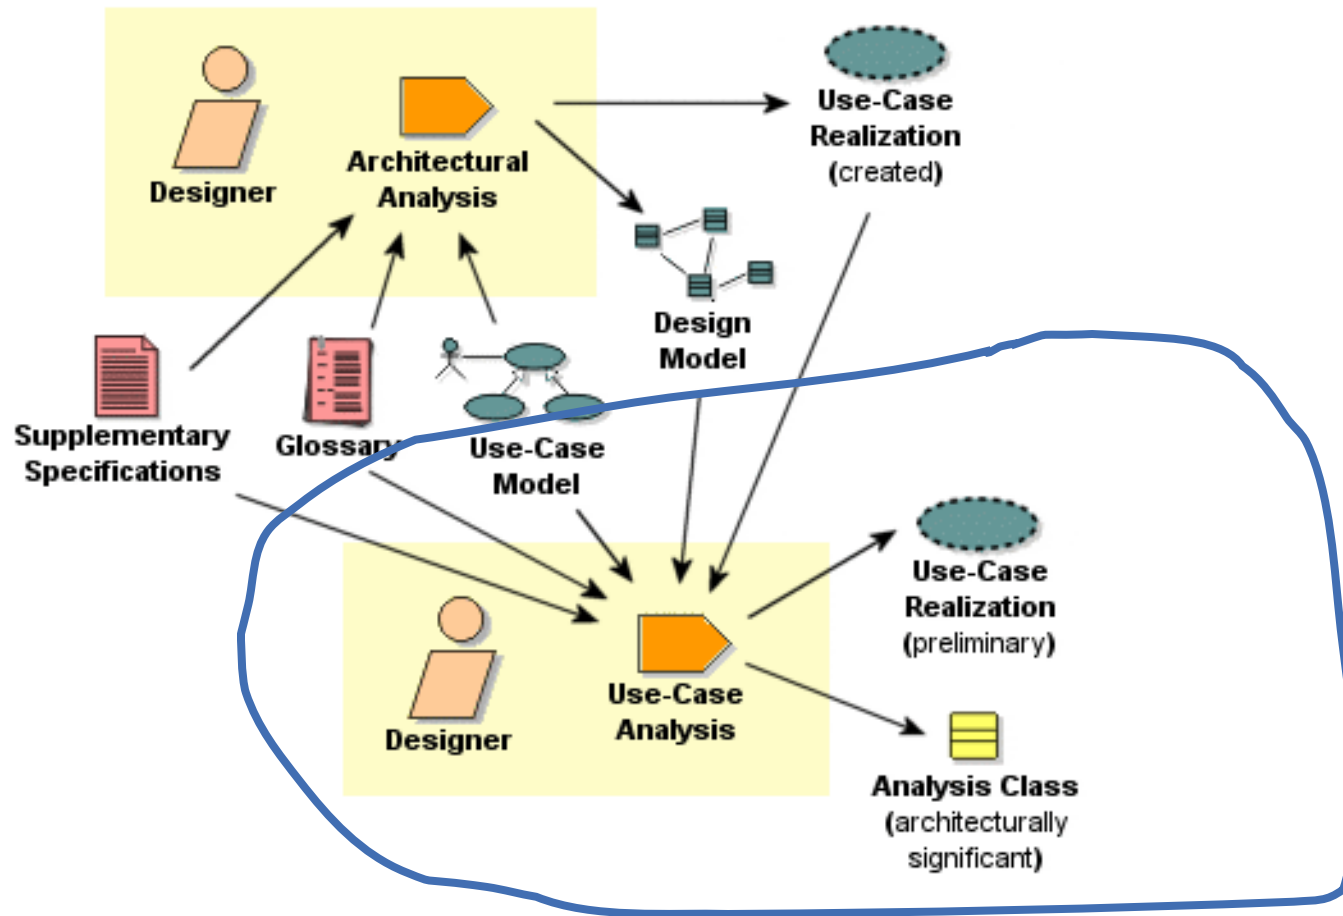 Designer
Architectural
Analysis
Use-Case
Realization
(created)
Design
Model
Supplementary
Specifications
Glossary
Use-Case
Model
Designer
Use-Case
Analysis
Use-Case
Realization
(preliminary)
Analysis Class
(architecturally
significant)